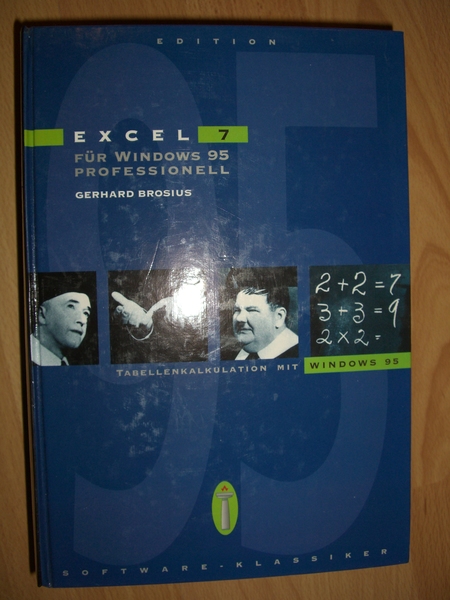 EDITION
95
EXCEL 7
FÜR WINDOWS 95
PROFESSIONELL
GERHARD BROSIUS
2+2=7
3+3=9
2×2=
TABELLENKALKULATION MIT WINDOWS 95
SOFTWARE-KLASSIKER